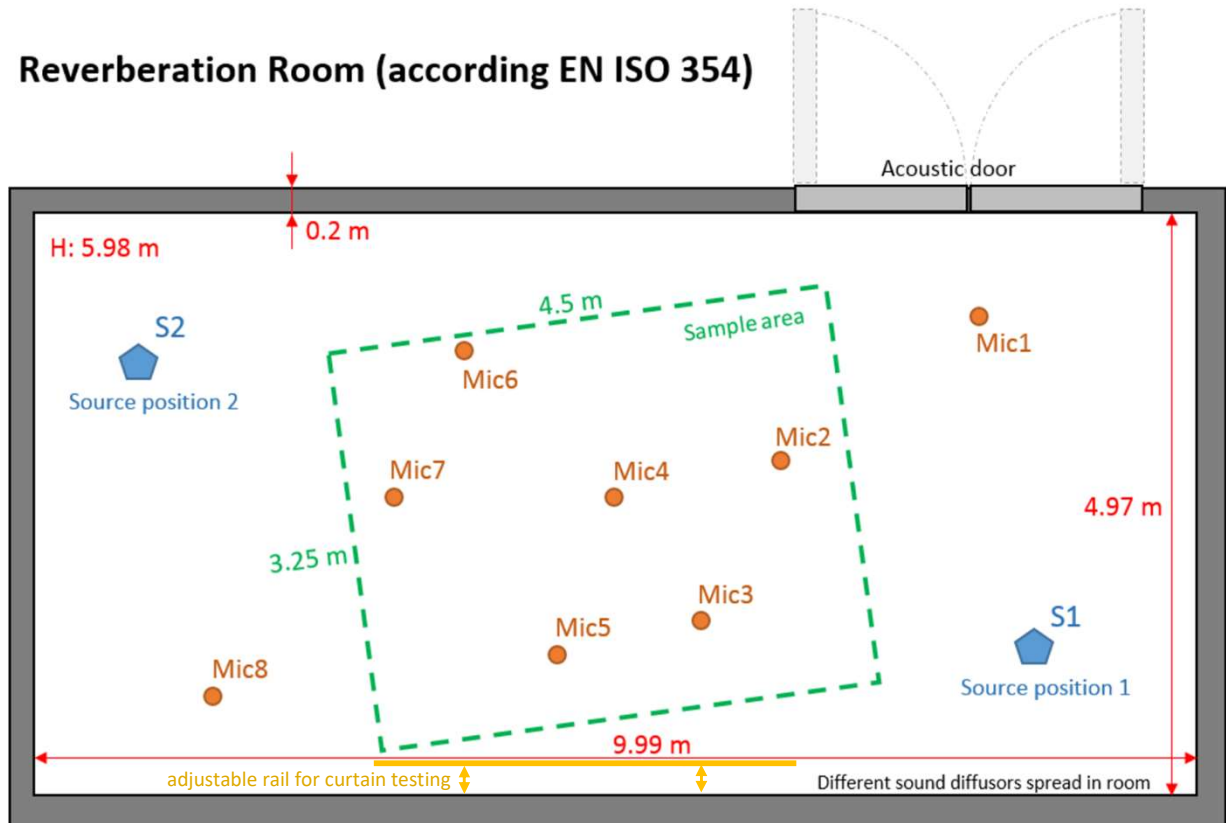 Reverberation Room (according EN ISO 354)
Acoustic door
0.2 m
H: 5.98 m
4.5 m
Sample area
S2
Source position 2
Mic1
Mic6
Mic2
Mic7
Mic4
4.97 m
3.25 m
Mic3
Mic5
S1
Source position 1
Mic8
9.99 m
adjustable rail for curtain testing
Different sound diffusors spread in room